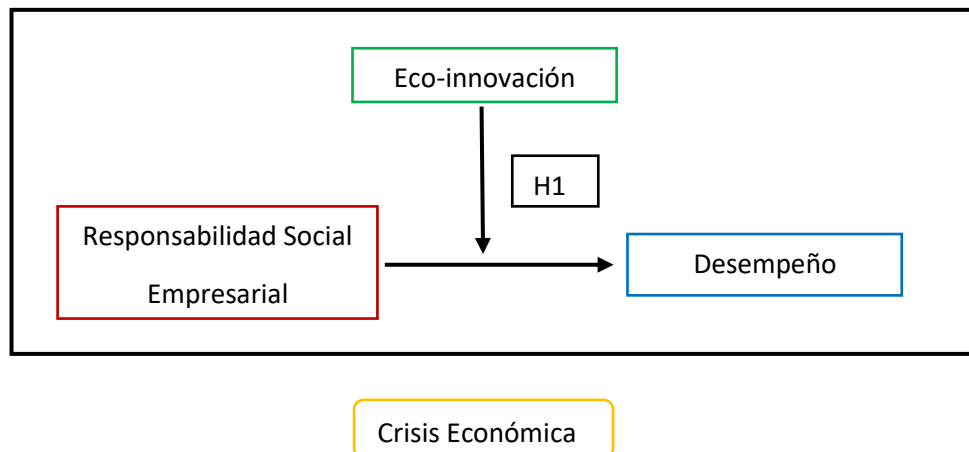 Eco-innovación
H1
Responsabilidad Social
Empresarial
Desempeño
Crisis Económica